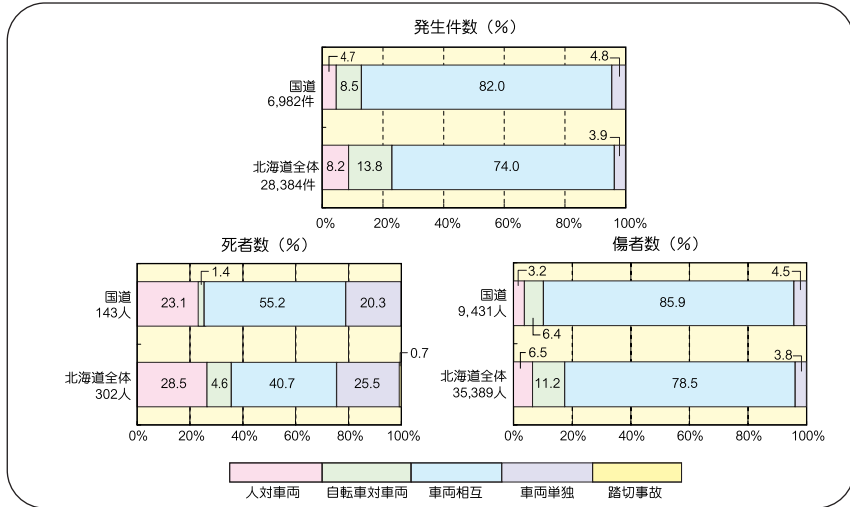 発生件数（%）
4.7
4.8
国道
6,982件
8.5
82.0
3.9
北海道全体
28,384件
8.2
13.8
74.0
0%
20%
40%
60%
80%
100%
死者数（%）
1.4
国道
143人
23.1
55.2
20.3
0.7
北海道全体
302人
28.5
4.6
40.7
25.5
0%
20%
40%
60%
80%
100%
傷者数（%）
3.2
4.5
国道
9,431人
85.9
6.4
6.5
3.8
北海道全体
35,389人
11.2
78.5
0%
20%
40%
60%
80%
100%
人対車両
自転車対車両
車両相互
車両単独
踏切事故